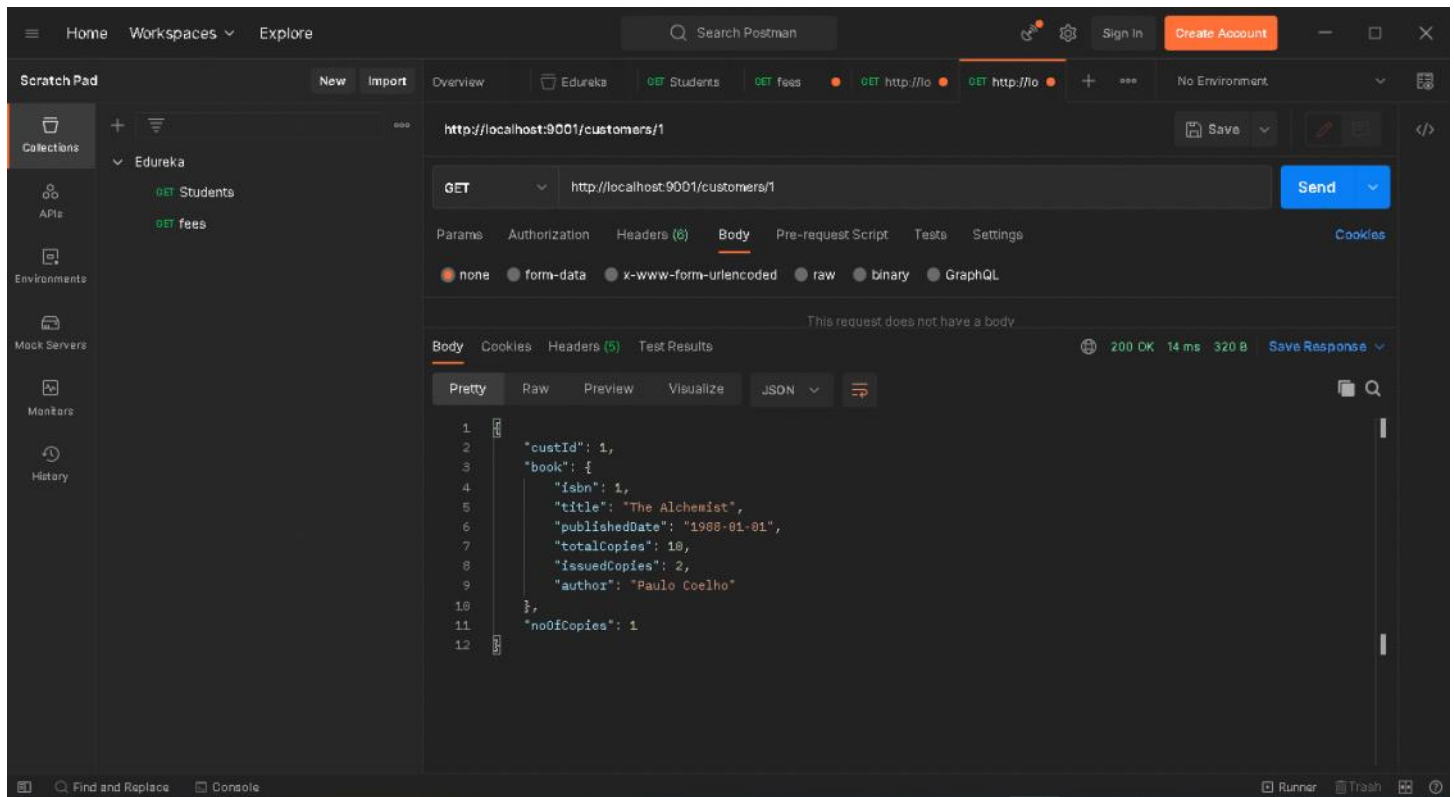 Home Workspaces Explore Search Postman Sign In Create Account
Scratch Pad New Import Overview Edureka GET Students GET fees GET http://lo GET http://lo No Environment
Collections
APIs
Environments
Mock Servers
Monitors
History
Edureka
GET Students
GET fees
http://localhost:9001/customers/1 Save
GET http://localhost:9001/customers/1 Send
Params Authorization Headers (6) Body Pre-request Script Tests Settings Cookies
none form-data x-www-form-urlencoded raw binary GraphQL
This request does not have a body
Body Cookies Headers (5) Test Results 200 OK 14 ms 320 B Save Response
Pretty Raw Preview Visualize JSON
1 {
2 "custId": 1,
3 "book": {
4 "isbn": 1,
5 "title": "The Alchemist",
6 "publishedDate": "1988-01-01",
7 "totalCopies": 10,
8 "issuedCopies": 2,
9 "author": "Paulo Coelho"
10 },
11 "noOfCopies": 1
12 }
Find and Replace Console Runner Trash